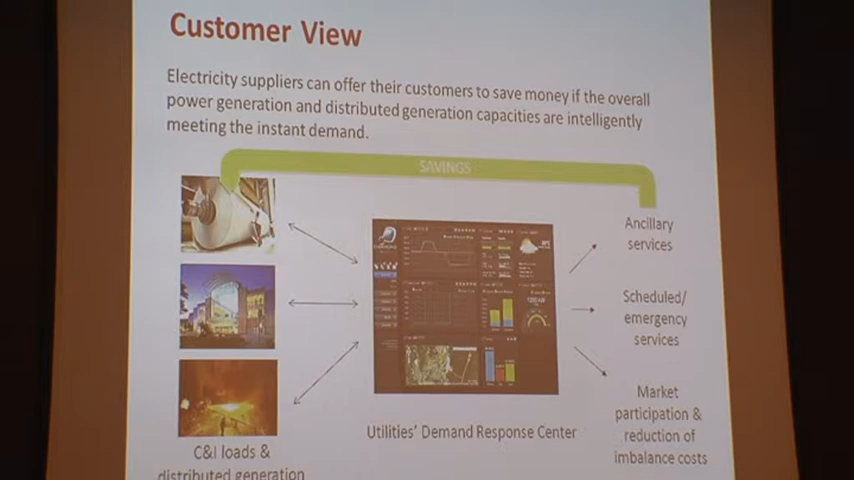 Customer View
Electricity suppliers can offer their customers to save money if the overall
power generation and distributed generation capacities are intelligently
meeting the instant demand.
SAVINGS
Ancillary
services
Scheduled/
emergency
services
Market
participation &
reduction of
imbalance costs
Utilities' Demand Response Center
C&I loads &
distributed generation